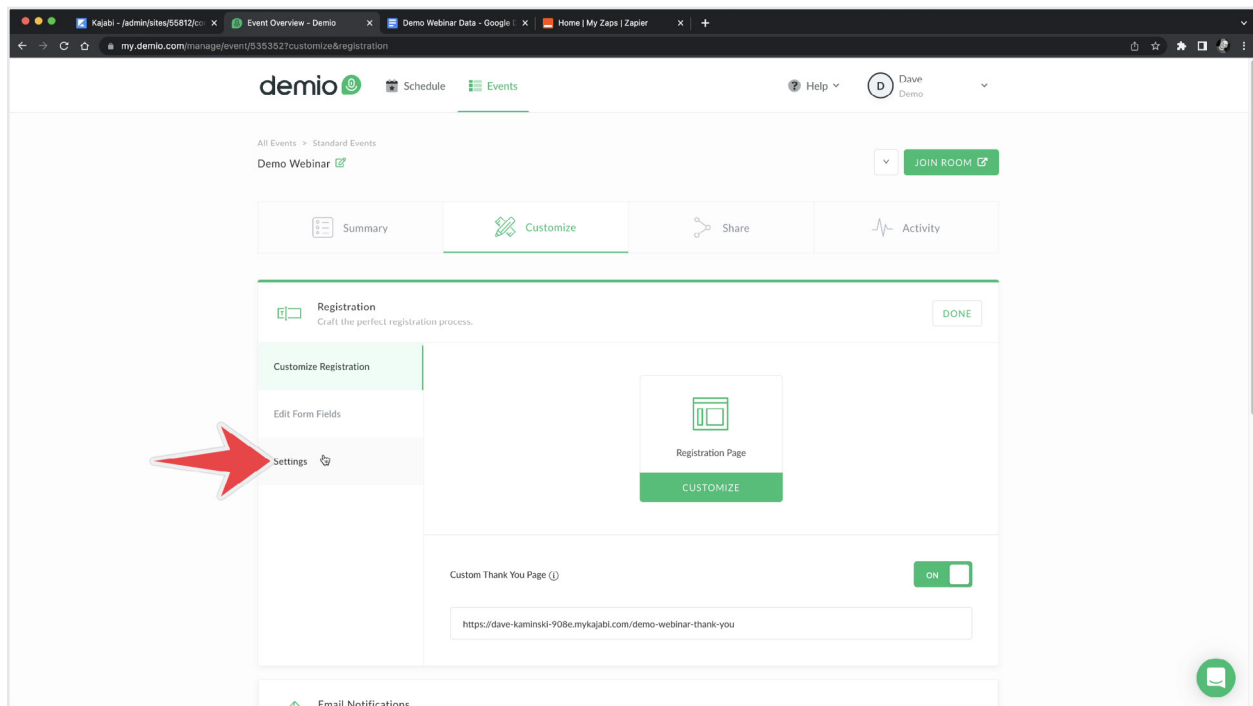 Kajabi - /admin/sites/55812/co
Event Overview - Demio
Demo Webinar Data - Google D
Home | My Zaps | Zapier
my.demio.com/manage/event/535352?customize&registration
demio
Schedule
Events
Help
D
Dave
Demo
All Events > Standard Events
Demo Webinar
JOIN ROOM
Summary
Customize
Share
Activity
Registration
Craft the perfect registration process.
DONE
Customize Registration
Edit Form Fields
Settings
Registration Page
CUSTOMIZE
Custom Thank You Page
ON
https://dave-kaminski-908e.mykajabi.com/demo-webinar-thank-you
Email Notifications